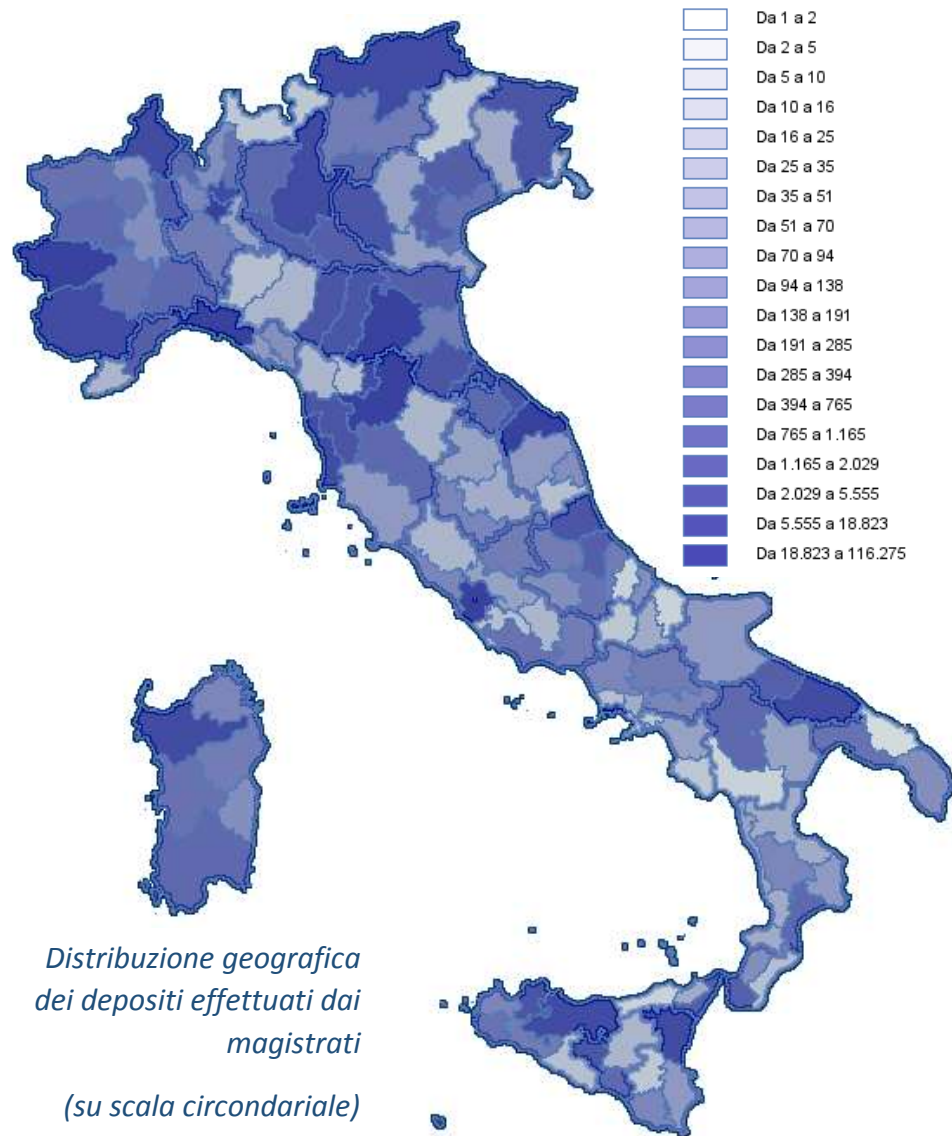 Da 1 a 2
Da 2 a 5
Da 5 a 10
Da 10 a 16
Da 16 a 25
Da 25 a 35
Da 35 a 51
Da 51 a 70
Da 70 a 94
Da 94 a 138
Da 138 a 191
Da 191 a 285
Da 285 a 394
Da 394 a 765
Da 765 a 1.165
Da 1.165 a 2.029
Da 2.029 a 5.555
Da 5.555 a 18.823
Da 18.823 a 116.275
Distribuzione geografica
dei depositi effettuati dai
magistrati
(su scala circondariale)